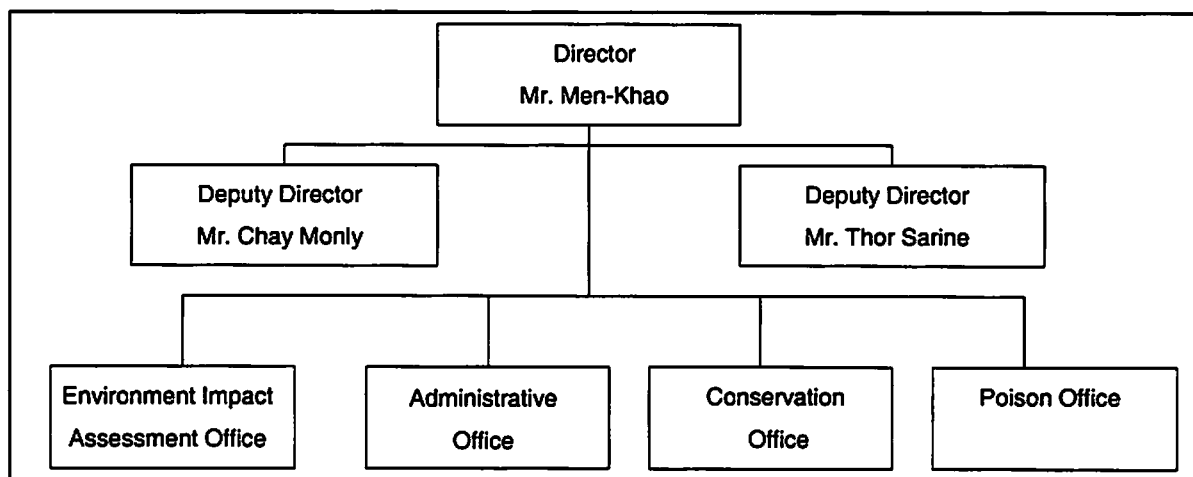 Director
Mr. Men-Khao
Deputy Director
Mr. Chay Monly
Deputy Director
Mr. Thor Sarine
Environment Impact
Assessment Office
Administrative
Office
Conservation
Office
Poison Office